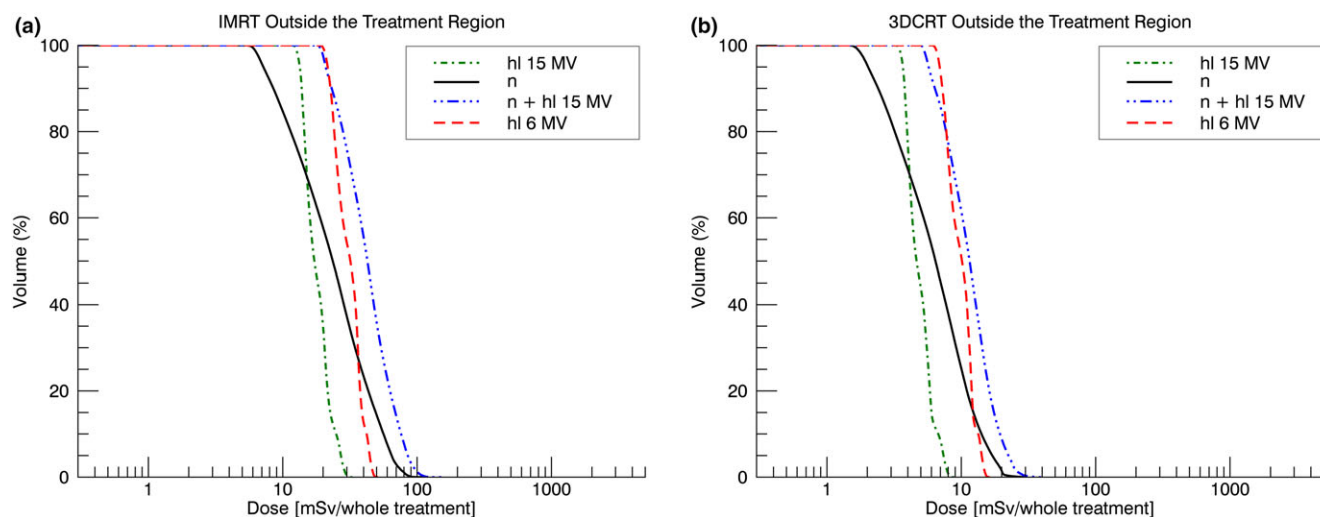 (a)
IMRT Outside the Treatment Region
hl 15 MV
n
n + hl 15 MV
hl 6 MV
Volume (%)
100
80
60
40
20
0
1
10
100
1000
Dose [mSv/whole treatment]
(b)
3DCRT Outside the Treatment Region
hl 15 MV
n
n + hl 15 MV
hl 6 MV
Volume (%)
100
80
60
40
20
0
1
10
100
1000
Dose [mSv/whole treatment]